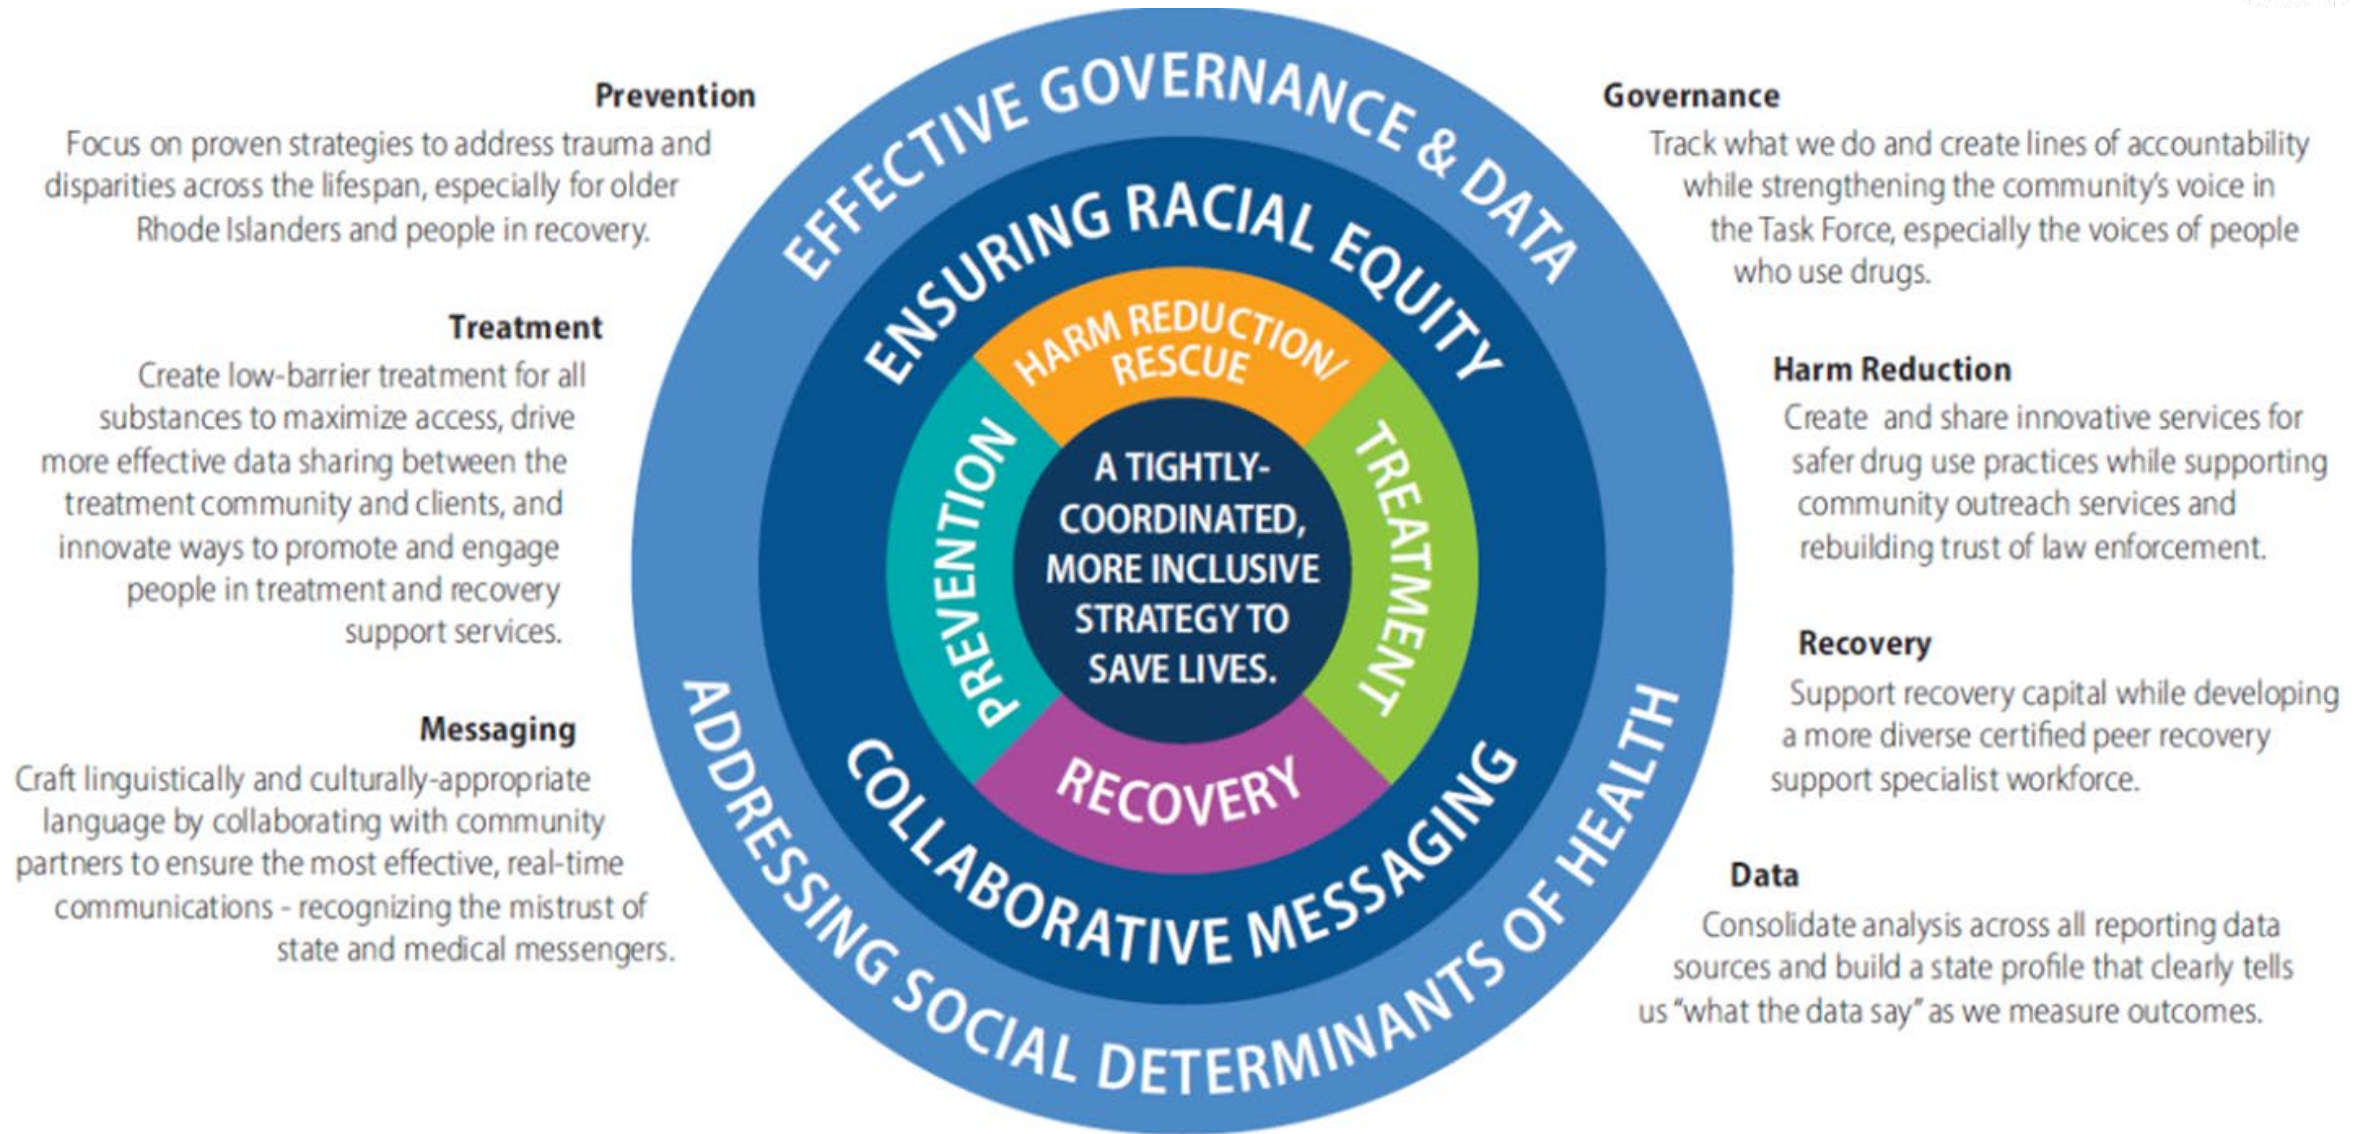 Prevention
Focus on proven strategies to address trauma and
disparities across the lifespan, especially for older
Rhode Islanders and people in recovery.
Treatment
Create low-barrier treatment for all
substances to maximize access, drive
more effective data sharing between the
treatment community and clients, and
innovate ways to promote and engage
people in treatment and recovery
support services.
Messaging
Craft linguistically and culturally-appropriate
language by collaborating with community
partners to ensure the most effective, real-time
communications - recognizing the mistrust of
state and medical messengers.
EFFECTIVE GOVERNANCE & DATA
ENSURING RACIAL EQUITY
HARM REDUCTION/
RESCUE
PREVENTION
A TIGHTLY-
COORDINATED,
MORE INCLUSIVE
STRATEGY TO
SAVE LIVES.
TREATMENT
RECOVERY
COLLABORATIVE MESSAGING
ADDRESSING SOCIAL DETERMINANTS OF HEALTH
Governance
Track what we do and create lines of accountability
while strengthening the community's voice in
the Task Force, especially the voices of people
who use drugs.
Harm Reduction
Create and share innovative services for
safer drug use practices while supporting
community outreach services and
rebuilding trust of law enforcement.
Recovery
Support recovery capital while developing
a more diverse certified peer recovery
support specialist workforce.
Data
Consolidate analysis across all reporting data
sources and build a state profile that clearly tells
us "what the data say" as we measure outcomes.